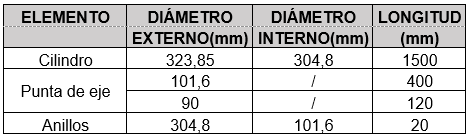 ELEMENTO DIÁMETRO EXTERNO(mm) DIÁMETRO INTERNO(mm) LONGITUD (mm)
Cilindro 323,85 304,8 1500
Punta de eje 101,6 / 400
90 / 120
Anillos 304,8 101,6 20